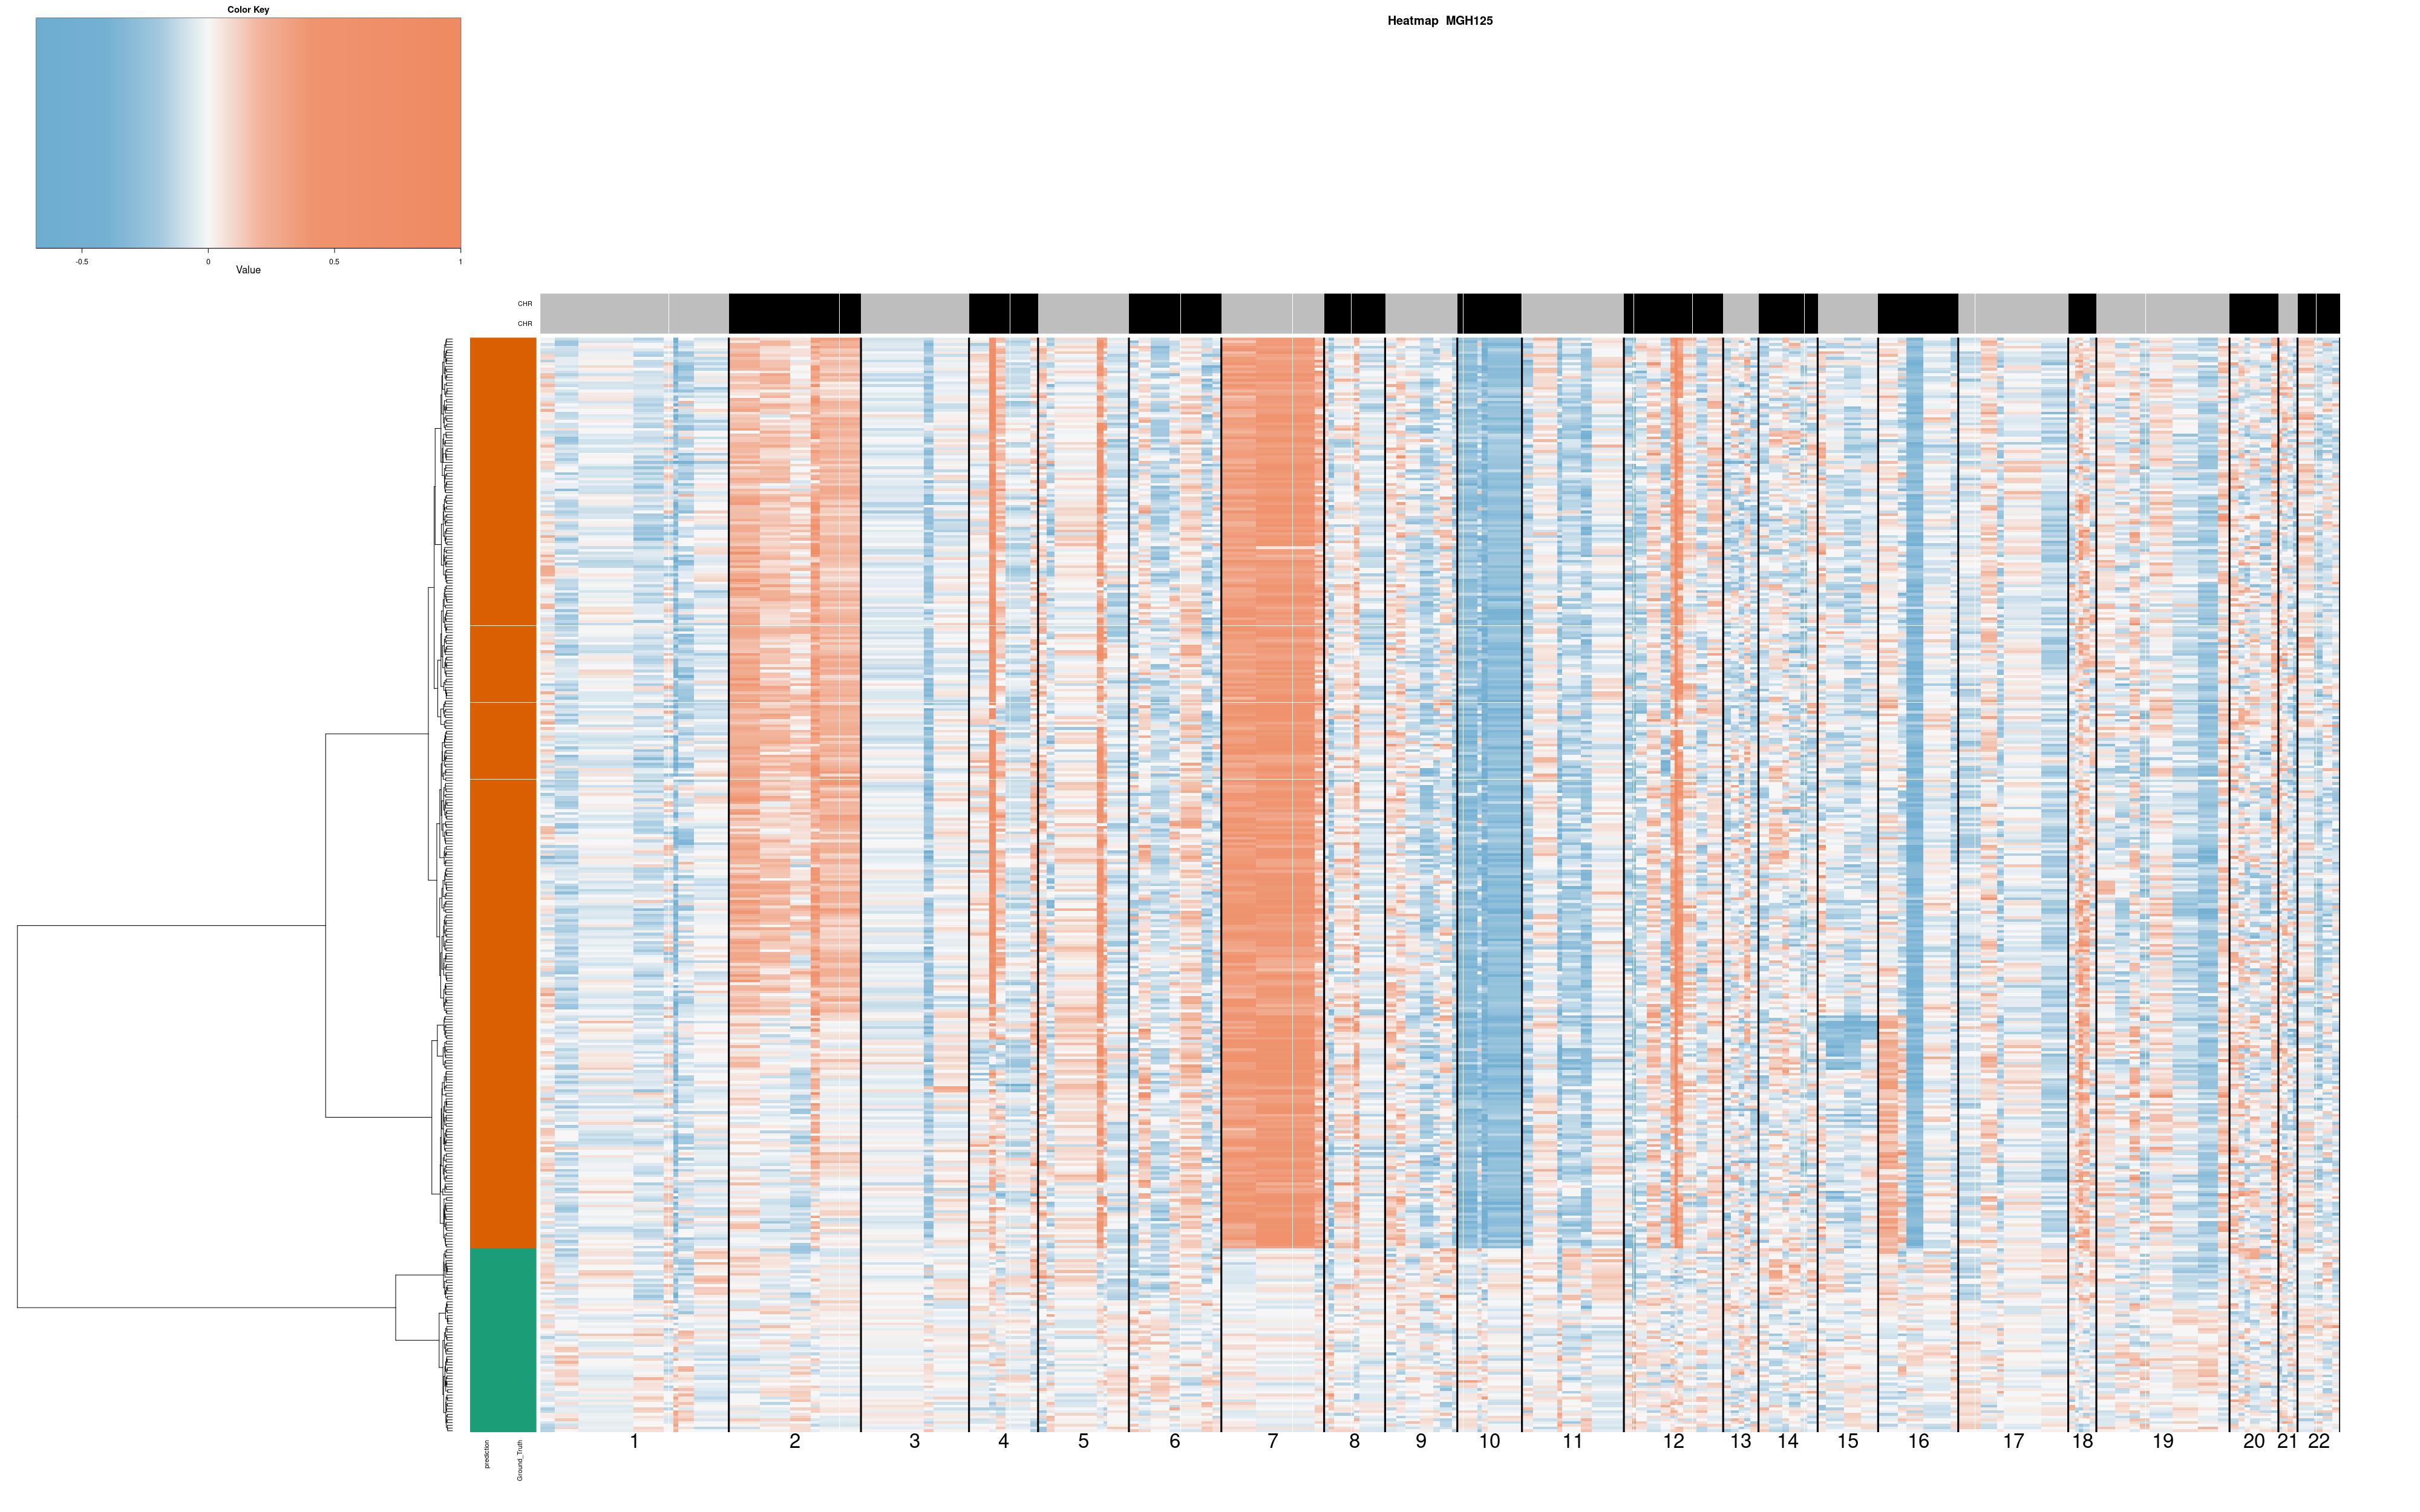 Color Key
Heatmap MGH125
-0.5 0 0.5 1
Value
CHR
CHR
1 2 3 4 5 6 7 8 9 10 11 12 13 14 15 16 17 18 19 20 21 22
prediction
Ground_Truth